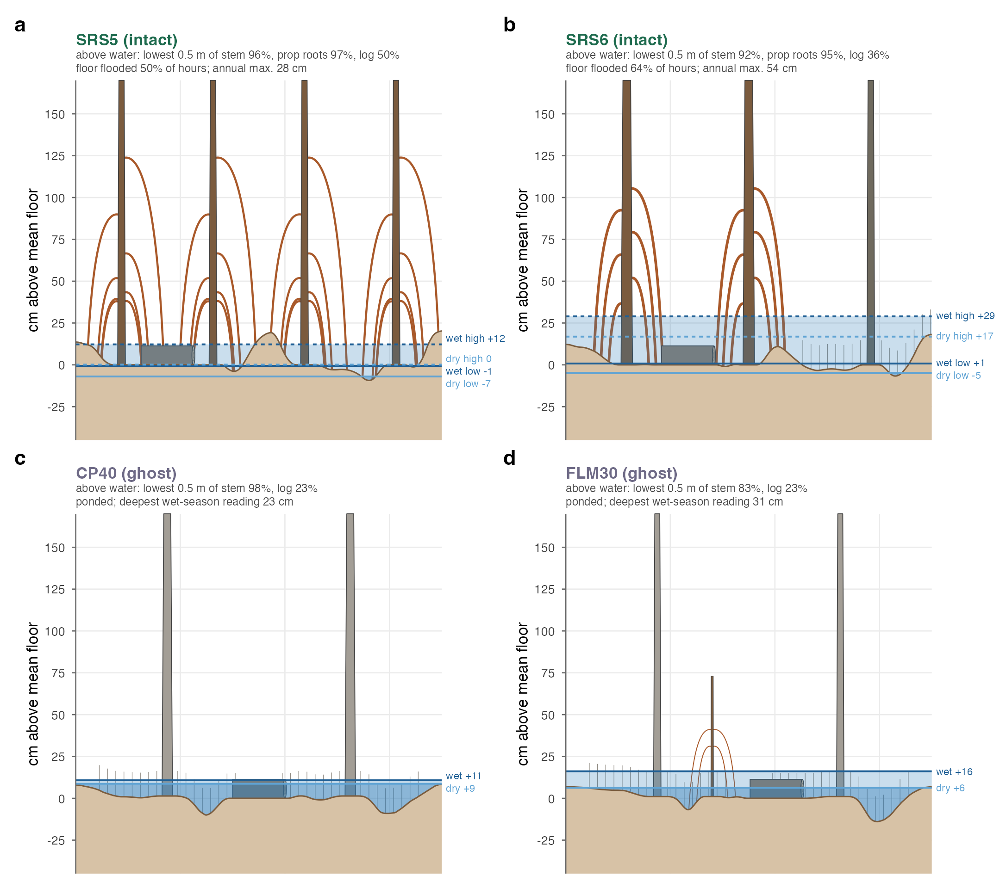 a
SRS5 (intact)
above water: lowest 0.5 m of stem 96%, prop roots 97%, log 50%
floor flooded 50% of hours; annual max. 28 cm
cm above mean floor
150
125
100
75
50
25
0
-25
wet high +12
dry high 0
wet low -1
dry low -7
b
SRS6 (intact)
above water: lowest 0.5 m of stem 92%, prop roots 95%, log 36%
floor flooded 64% of hours; annual max. 54 cm
cm above mean floor
150
125
100
75
50
25
0
-25
wet high +29
dry high +17
wet low +1
dry low -5
c
CP40 (ghost)
above water: lowest 0.5 m of stem 98%, log 23%
ponded; deepest wet-season reading 23 cm
cm above mean floor
150
125
100
75
50
25
0
-25
wet +11
dry +9
d
FLM30 (ghost)
above water: lowest 0.5 m of stem 83%, log 23%
ponded; deepest wet-season reading 31 cm
cm above mean floor
150
125
100
75
50
25
0
-25
wet +16
dry +6